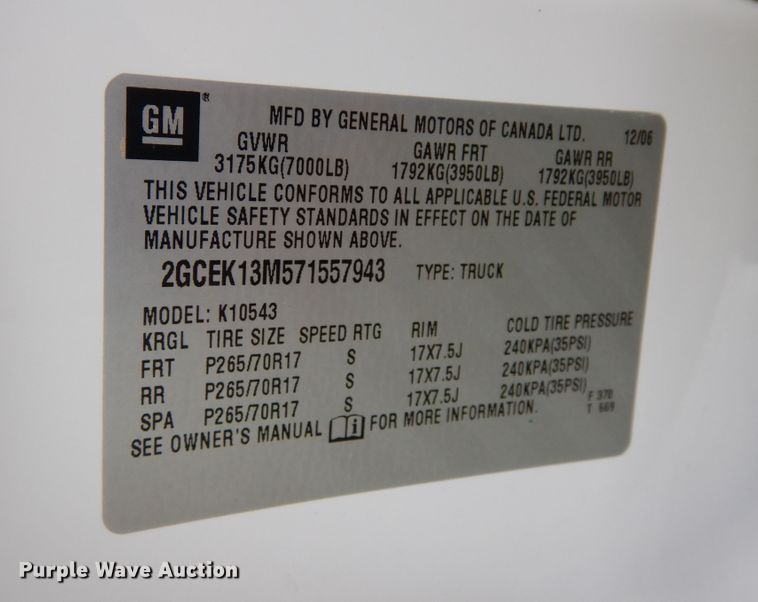 GM ®
MFD BY GENERAL MOTORS OF CANADA LTD. 12/06
GVWR GAWR FRT GAWR RR
3175KG(7000LB) 1792KG(3950LB) 1792KG(3950LB)
THIS VEHICLE CONFORMS TO ALL APPLICABLE U.S. FEDERAL MOTOR
VEHICLE SAFETY STANDARDS IN EFFECT ON THE DATE OF
MANUFACTURE SHOWN ABOVE.
2GCEK13M571557943 TYPE: TRUCK
MODEL: K10543
KRGL TIRE SIZE SPEED RTG RIM COLD TIRE PRESSURE
FRT P265/70R17 S 17X7.5J 240KPA(35PSI)
RR P265/70R17 S 17X7.5J 240KPA(35PSI)
SPA P265/70R17 S 17X7.5J 240KPA(35PSI)
F 370
T 669
SEE OWNER'S MANUAL i FOR MORE INFORMATION.
Purple Wave Auction